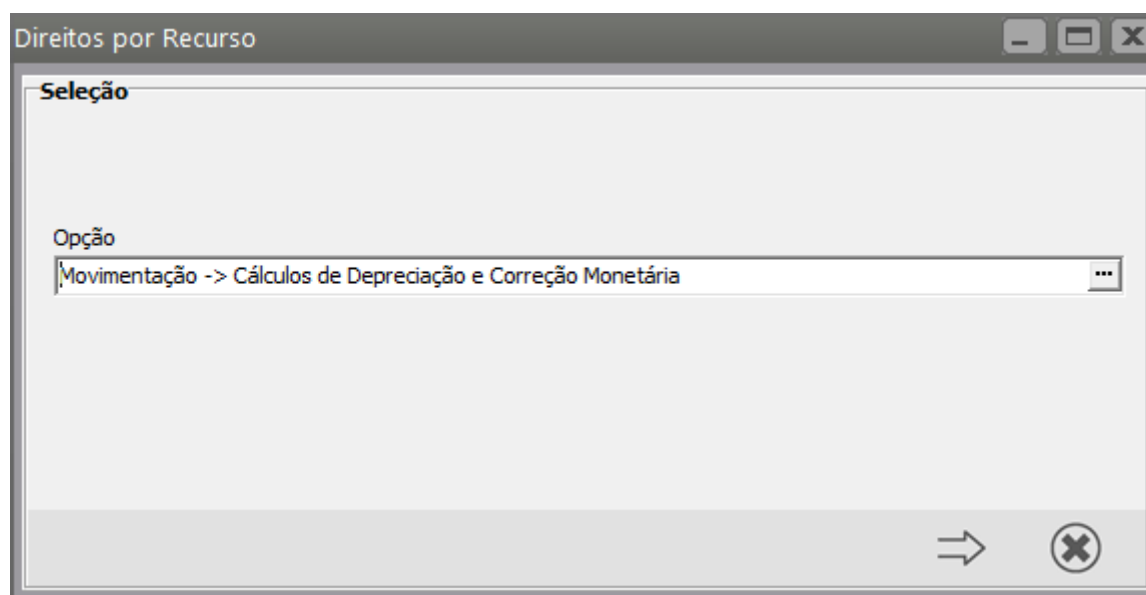 Direitos por Recurso
Seleção
Opção
Movimentação -> Cálculos de Depreciação e Correção Monetária
...